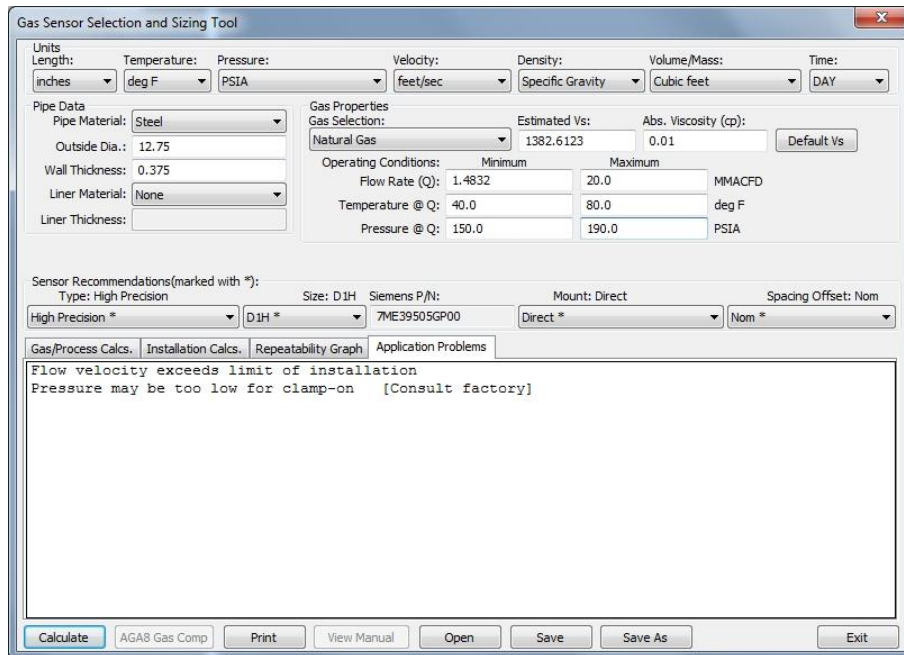 Gas Sensor Selection and Sizing Tool
Units
Length: Temperature: Pressure: Velocity: Density: Volume/Mass: Time:
inches deg F PSIA feet/sec Specific Gravity Cubic feet DAY
Pipe Data
Pipe Material: Steel
Outside Dia.: 12.75
Wall Thickness: 0.375
Liner Material: None
Liner Thickness:
Gas Properties
Gas Selection: Estimated Vs: Abs. Viscosity (cp):
Natural Gas 1382.6123 0.01 Default Vs
Operating Conditions: Minimum Maximum
Flow Rate (Q): 1.4832 20.0 MMACFD
Temperature @ Q: 40.0 80.0 deg F
Pressure @ Q: 150.0 190.0 PSIA
Sensor Recommendations(marked with *):
Type: High Precision Size: D1H Siemens P/N: Mount: Direct Spacing Offset: Nom
High Precision * D1H * 7ME39505GP00 Direct * Nom *
Gas/Process Calcs. Installation Calcs. Repeatability Graph Application Problems
Flow velocity exceeds limit of installation
Pressure may be too low for clamp-on [Consult factory]
Calculate AGA8 Gas Comp Print View Manual Open Save Save As Exit